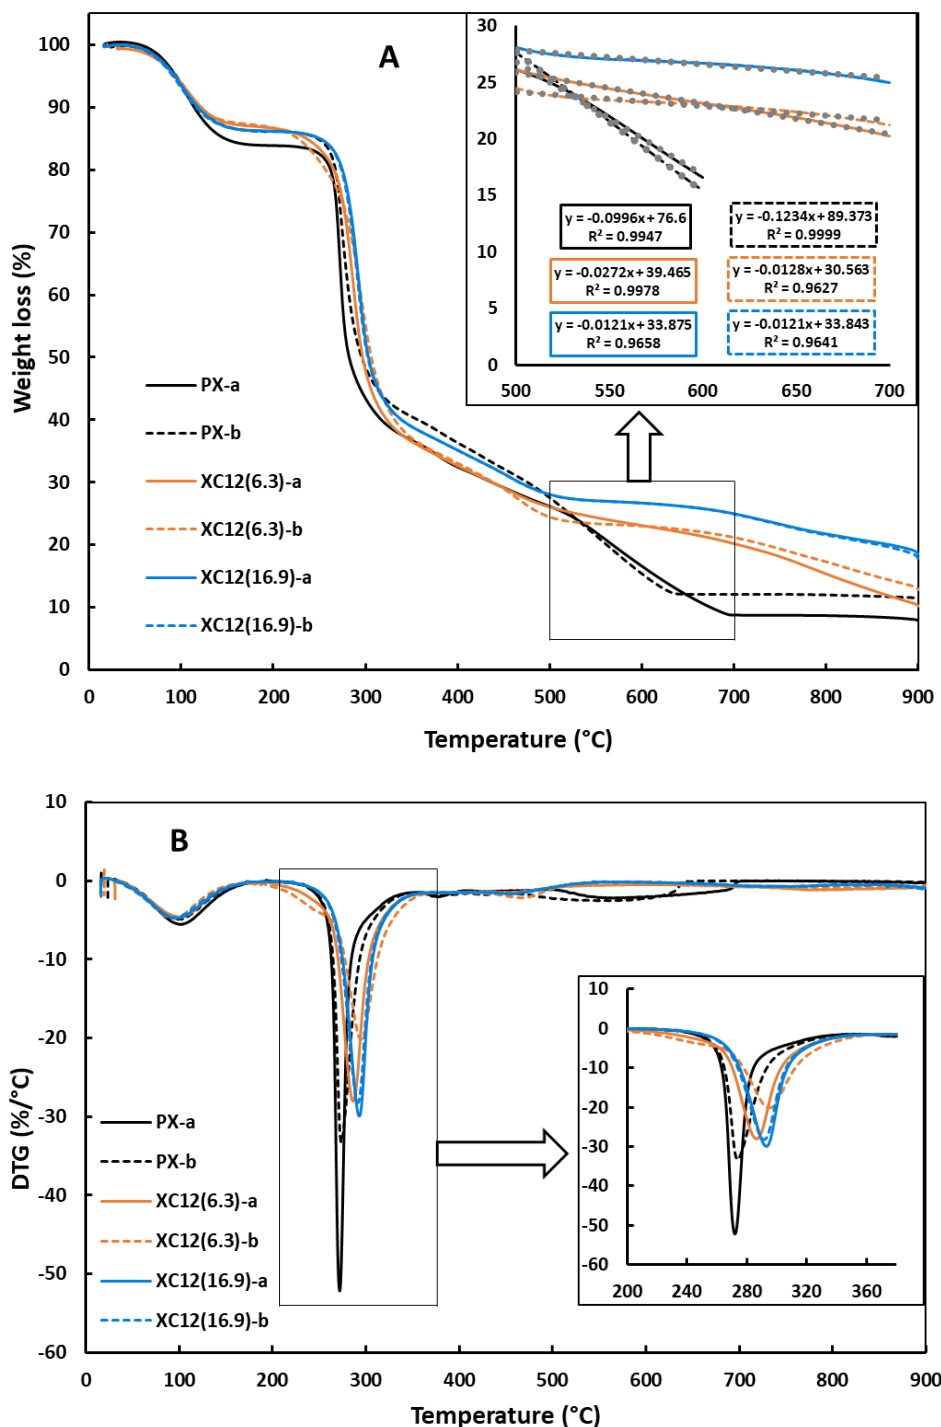 A
Weight loss (%)
100
90
80
70
60
50
40
30
20
10
0
0 100 200 300 400 500 600 700 800 900
Temperature (°C)
PX-a
PX-b
XC12(6.3)-a
XC12(6.3)-b
XC12(16.9)-a
XC12(16.9)-b
30
25
20
15
10
5
0
500 550 600 650 700
y = -0.0996x + 76.6
R² = 0.9947
y = -0.1234x + 89.373
R² = 0.9999
y = -0.0272x + 39.465
R² = 0.9978
y = -0.0128x + 30.563
R² = 0.9627
y = -0.0121x + 33.875
R² = 0.9658
y = -0.0121x + 33.843
R² = 0.9641
B
DTG (%/°C)
10
0
-10
-20
-30
-40
-50
-60
0 100 200 300 400 500 600 700 800 900
Temperature (°C)
PX-a
PX-b
XC12(6.3)-a
XC12(6.3)-b
XC12(16.9)-a
XC12(16.9)-b
10
0
-10
-20
-30
-40
-50
-60
200 240 280 320 360